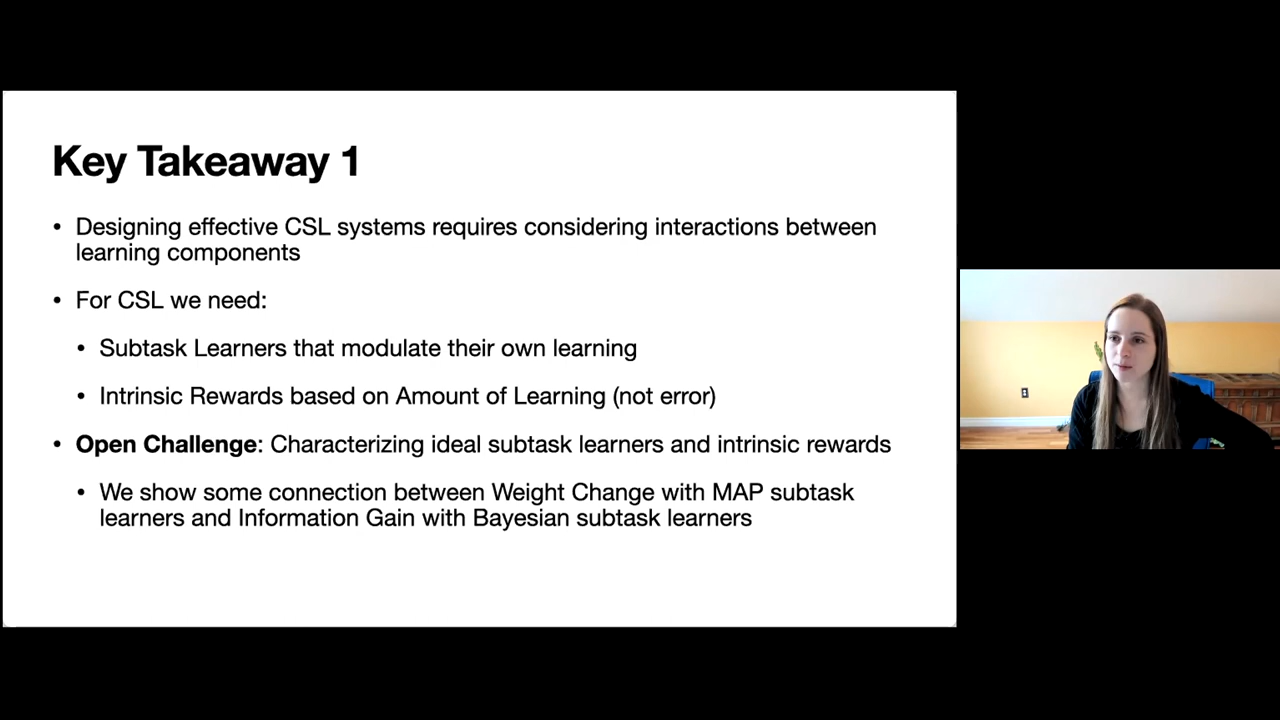 Key Takeaway 1
• Designing effective CSL systems requires considering interactions between
learning components
• For CSL we need:
• Subtask Learners that modulate their own learning
• Intrinsic Rewards based on Amount of Learning (not error)
• Open Challenge: Characterizing ideal subtask learners and intrinsic rewards
• We show some connection between Weight Change with MAP subtask
learners and Information Gain with Bayesian subtask learners